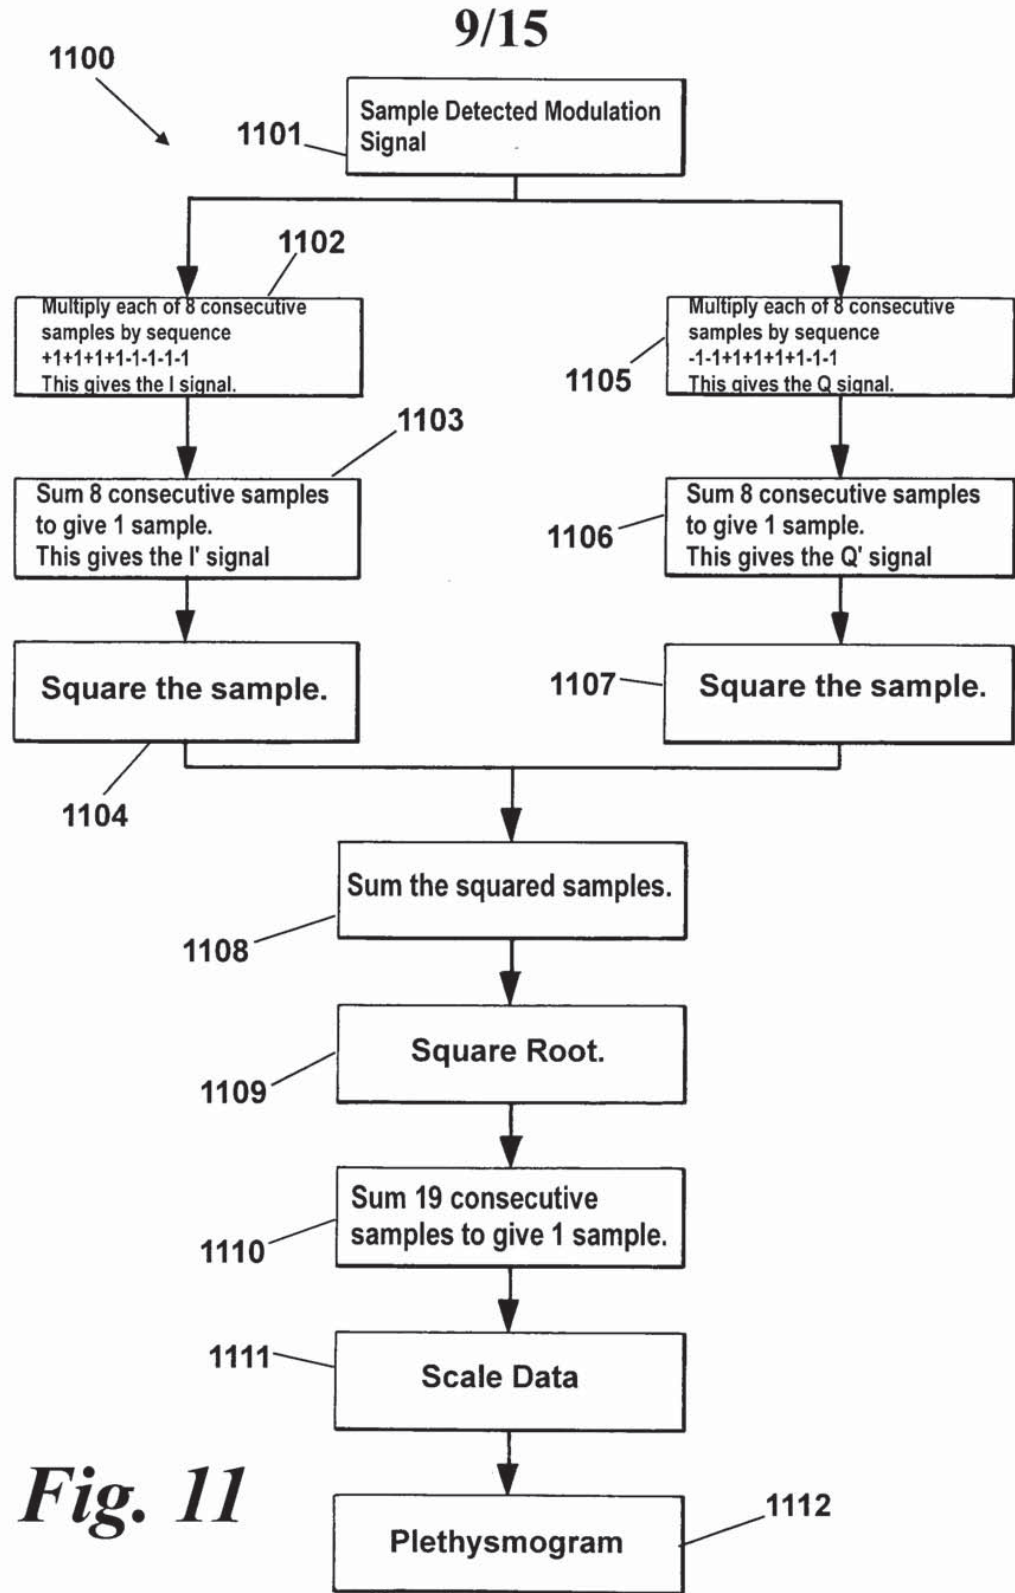 9/15
1100
Sample Detected Modulation
Signal
1101
1102
Multiply each of 8 consecutive
samples by sequence
+1+1+1+1-1-1-1-1
This gives the I signal.
Multiply each of 8 consecutive
samples by sequence
-1-1+1+1+1+1-1-1
This gives the Q signal.
1105
1103
Sum 8 consecutive samples
to give 1 sample.
This gives the I' signal
Sum 8 consecutive samples
to give 1 sample.
This gives the Q' signal
1106
Square the sample.
1104
1107
Square the sample.
Sum the squared samples.
1108
Square Root.
1109
Sum 19 consecutive
samples to give 1 sample.
1110
1111
Scale Data
Fig. 11
1112
Plethysmogram